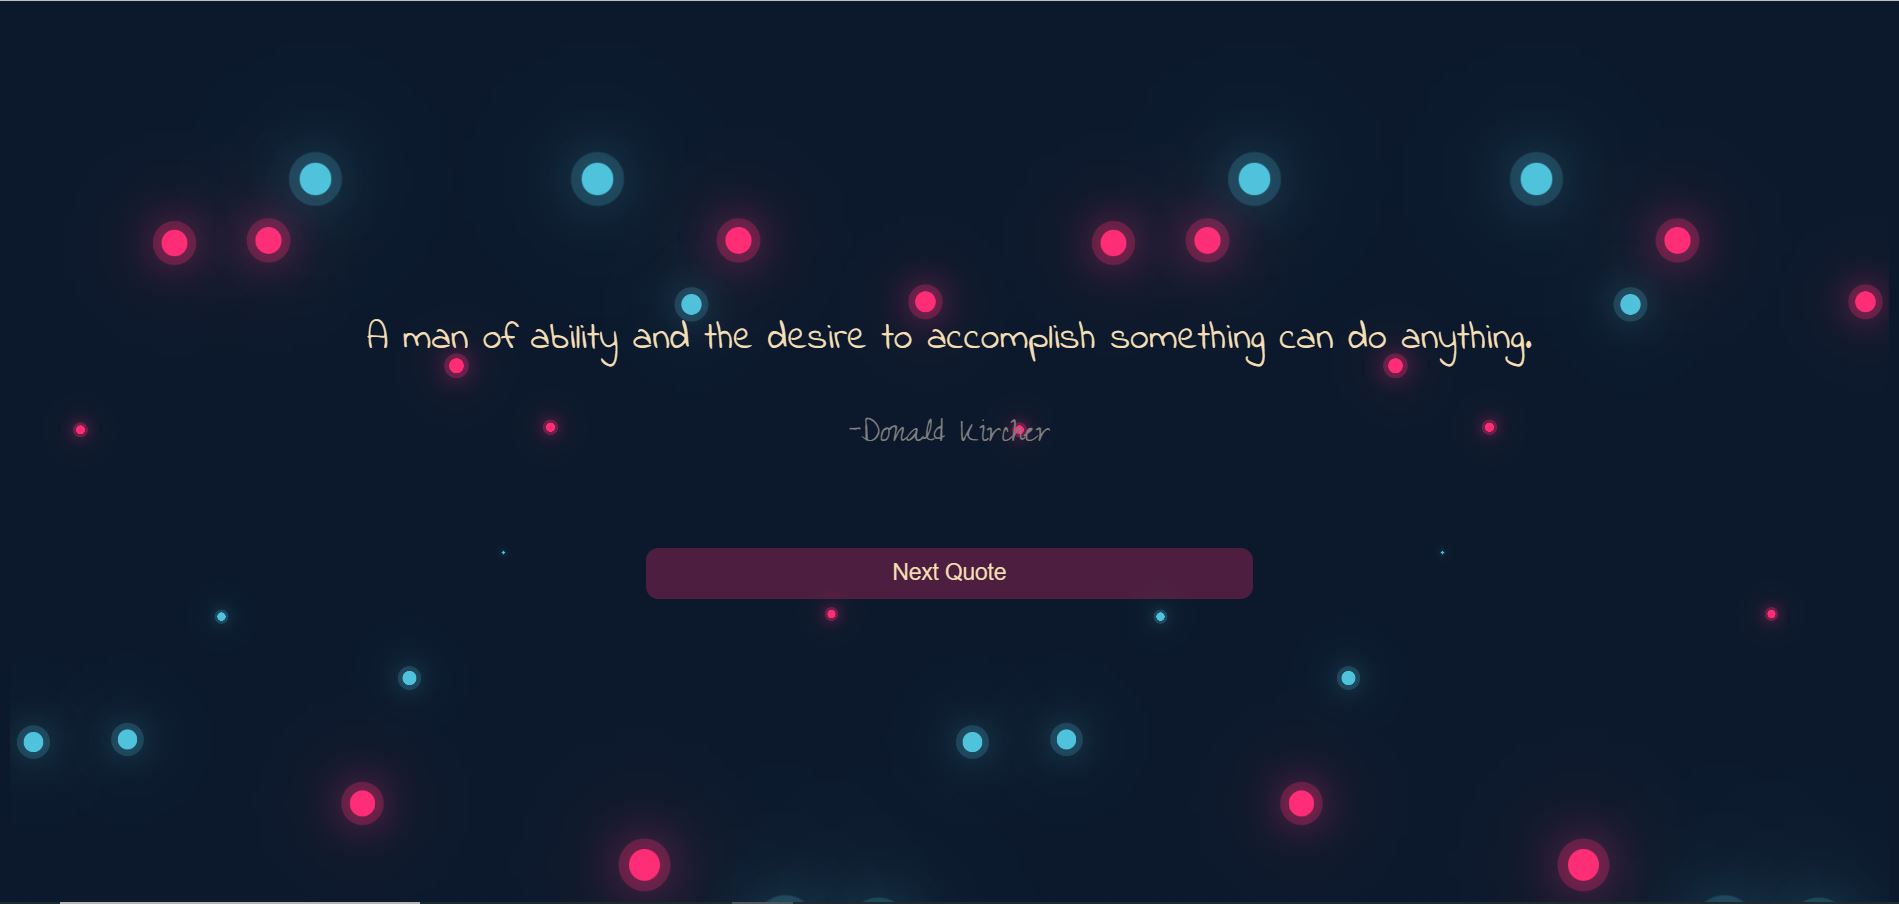 A man of ability and the desire to accomplish something can do anything.
-Donald Kircher
Next Quote